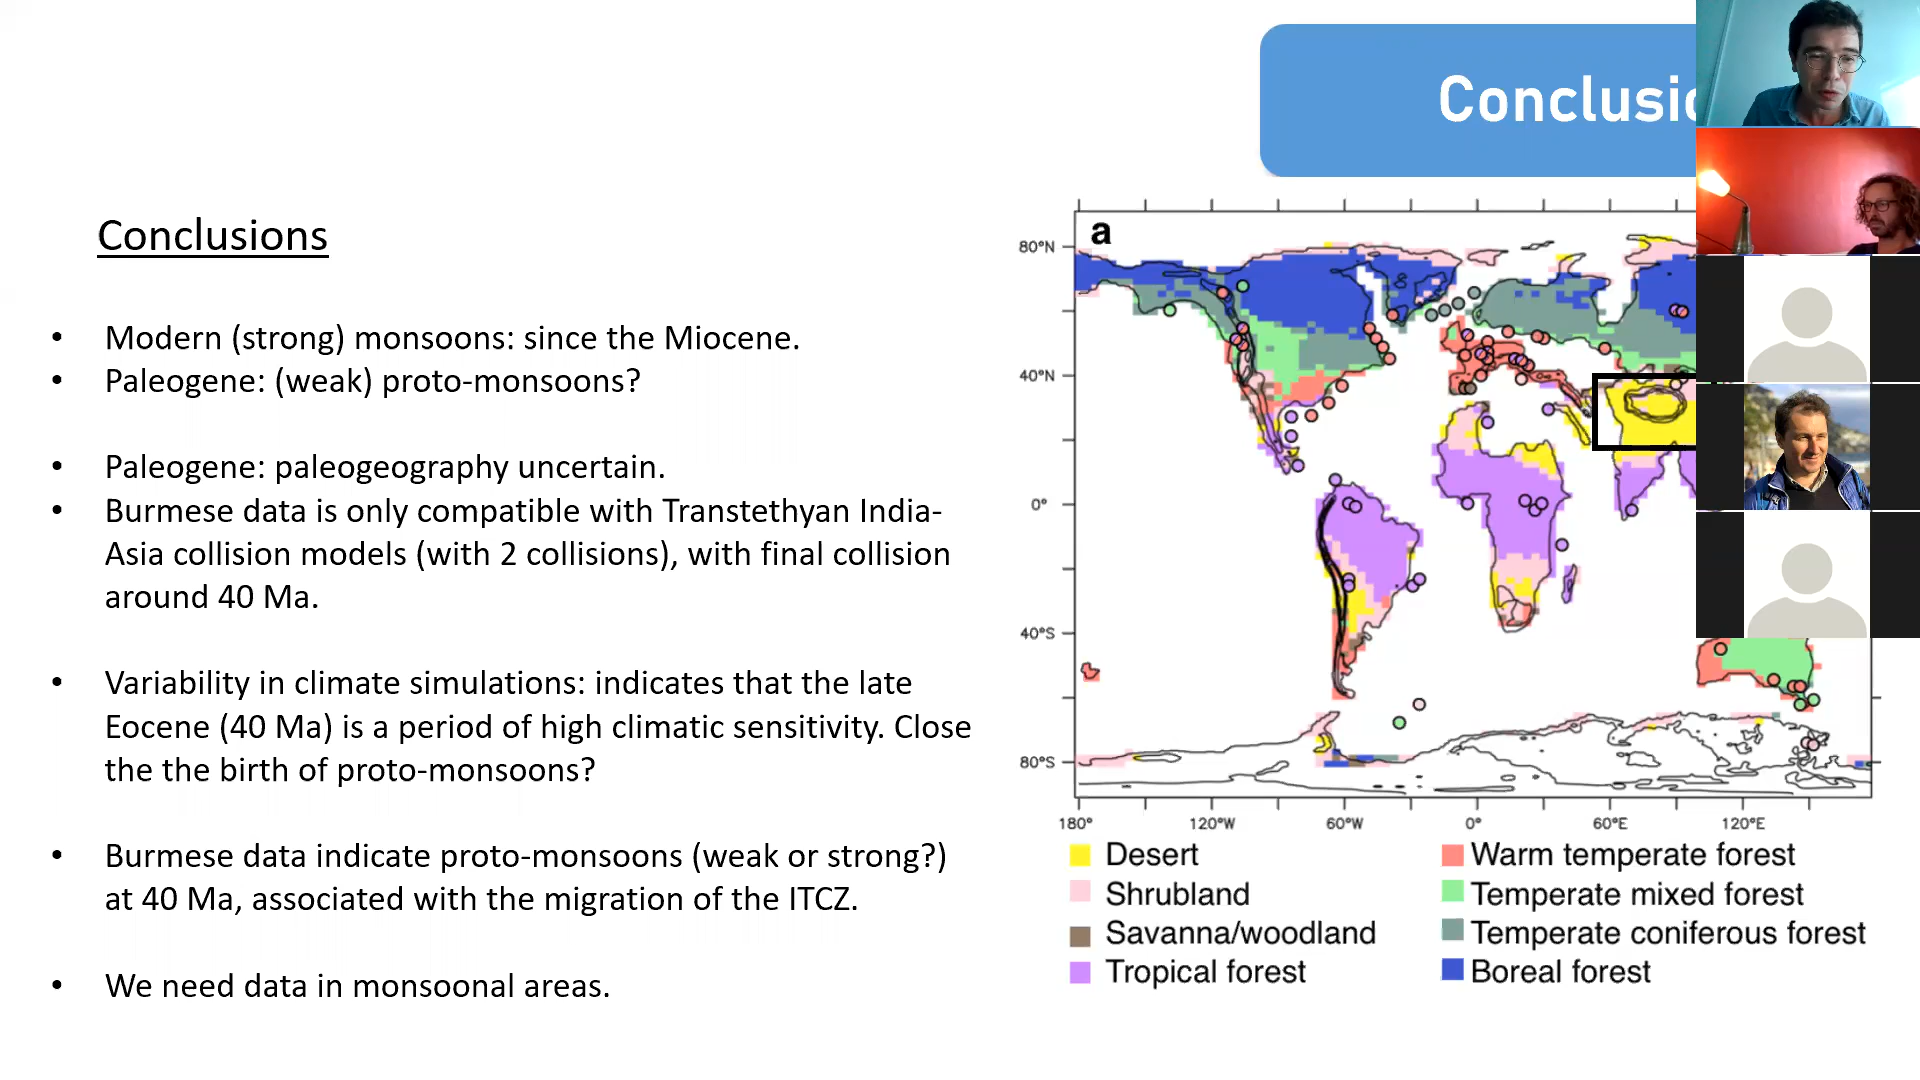 Conclusio
Conclusions
• Modern (strong) monsoons: since the Miocene.
• Paleogene: (weak) proto-monsoons?
• Paleogene: paleogeography uncertain.
• Burmese data is only compatible with Transtethyan India-
Asia collision models (with 2 collisions), with final collision
around 40 Ma.
• Variability in climate simulations: indicates that the late
Eocene (40 Ma) is a period of high climatic sensitivity. Close
the the birth of proto-monsoons?
• Burmese data indicate proto-monsoons (weak or strong?)
at 40 Ma, associated with the migration of the ITCZ.
• We need data in monsoonal areas.
a
80°N
40°N
0°
40°S
80°S
180° 120°W 60°W 0° 60°E 120°E
Desert
Shrubland
Savanna/woodland
Tropical forest
Warm temperate forest
Temperate mixed forest
Temperate coniferous forest
Boreal forest